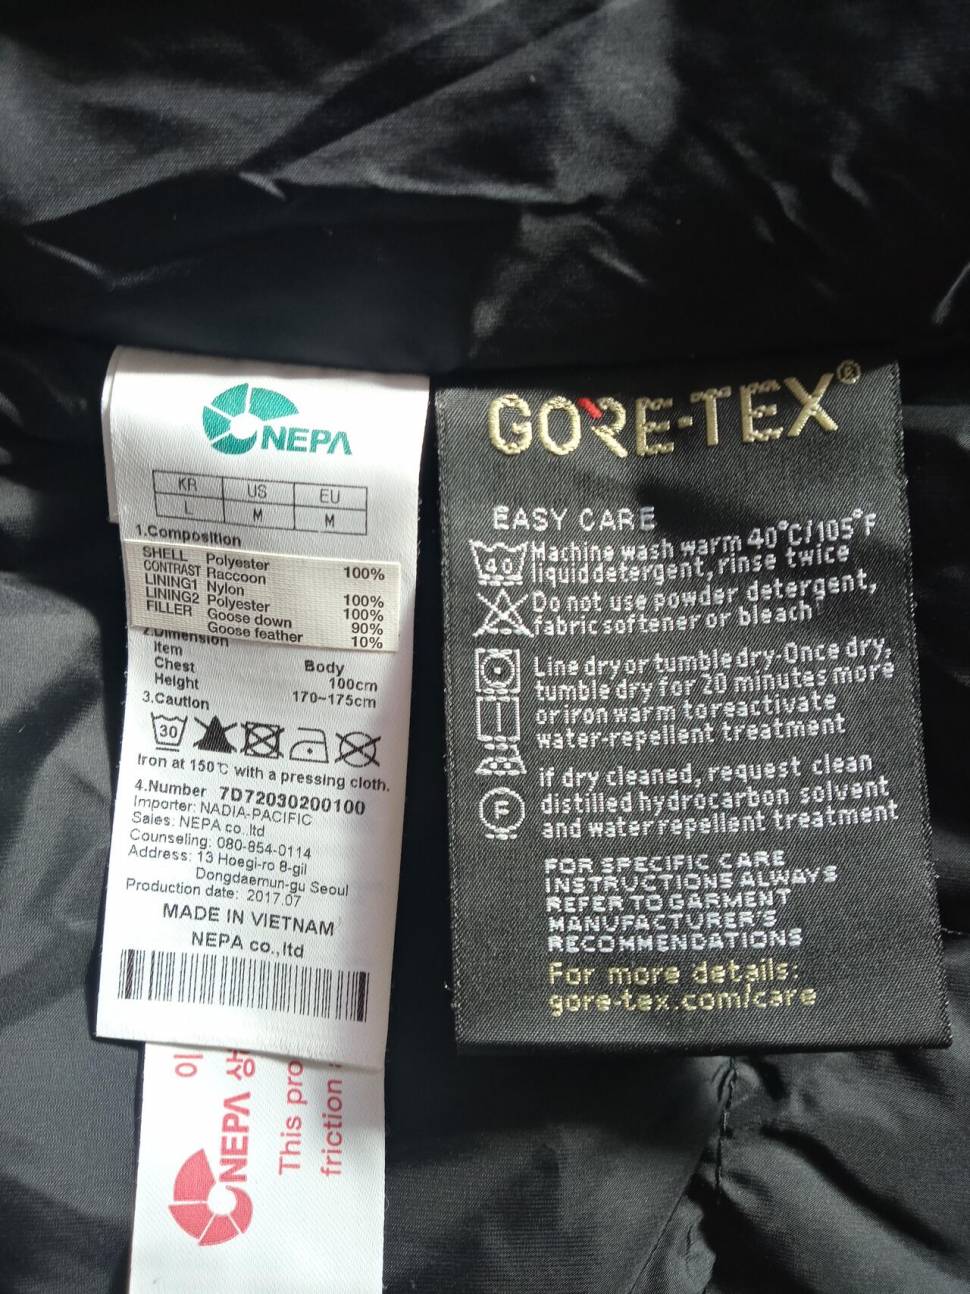 NEPA
KR US EU
L M M
1.Composition
SHELL Polyester 100%
CONTRAST Raccoon
LINING1 Nylon 100%
LINING2 Polyester 100%
FILLER Goose down 90%
Goose feather 10%
2.Dimension
Item Body
Chest 100cm
Height 170~175cm
3.Caution
30
Iron at 150℃ with a pressing cloth.
4.Number 7D72030200100
Importer: NADIA-PACIFIC
Sales: NEPA co.,ltd
Counseling: 080-854-0114
Address: 13 Hoegi-ro 8-gil
Dongdaemun-gu Seoul
Production date: 2017.07
MADE IN VIETNAM
NEPA co.,ltd
이
NEPA 생
This pro
friction
GORE-TEX®
EASY CARE
40
Machine wash warm 40°C/105°F
liquid detergent, rinse twice
Do not use powder detergent,
fabric softener or bleach
Line dry or tumble dry-Once dry,
tumble dry for 20 minutes more
or iron warm to reactivate
water-repellent treatment
F
if dry cleaned, request clean
distilled hydrocarbon solvent
and water repellent treatment
FOR SPECIFIC CARE
INSTRUCTIONS ALWAYS
REFER TO GARMENT
MANUFACTURER'S
RECOMMENDATIONS
For more details:
gore-tex.com/care